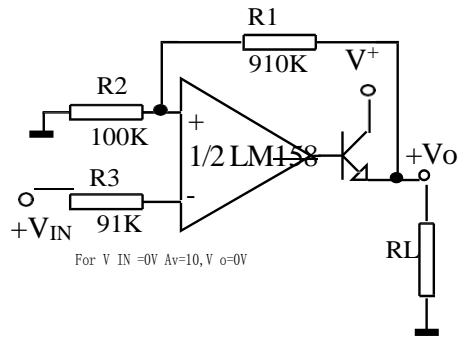 R1
910K
V+
R2
100K
+
1/2 LM158
+Vo
R3
-
91K
+VIN
RL
For V IN =0V Av=10,V o=0V